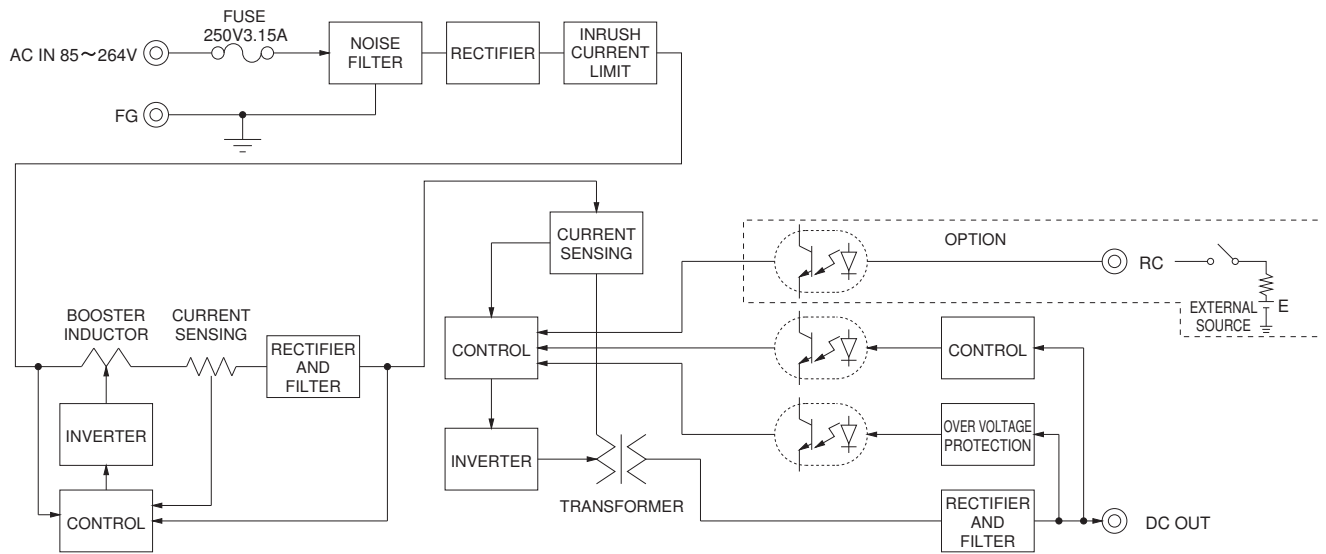 FUSE
250V3.15A
AC IN 85～264V
NOISE
FILTER
RECTIFIER
INRUSH
CURRENT
LIMIT
FG
CURRENT
SENSING
OPTION
RC
E
EXTERNAL
SOURCE
BOOSTER
INDUCTOR
CURRENT
SENSING
RECTIFIER
AND
FILTER
CONTROL
CONTROL
INVERTER
OVER VOLTAGE
PROTECTION
INVERTER
TRANSFORMER
CONTROL
RECTIFIER
AND
FILTER
DC OUT